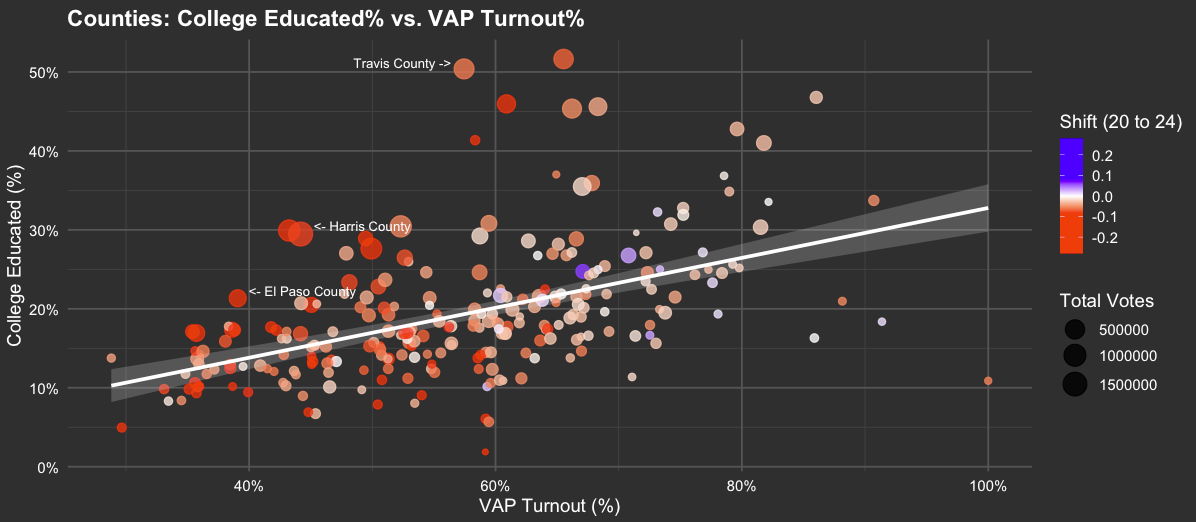 Counties: College Educated% vs. VAP Turnout%
Travis County ->
<- Harris County
<- El Paso County
College Educated (%)
50%
40%
30%
20%
10%
0%
40%
60%
80%
100%
VAP Turnout (%)
Shift (20 to 24)
0.2
0.1
0.0
-0.1
-0.2
Total Votes
500000
1000000
1500000